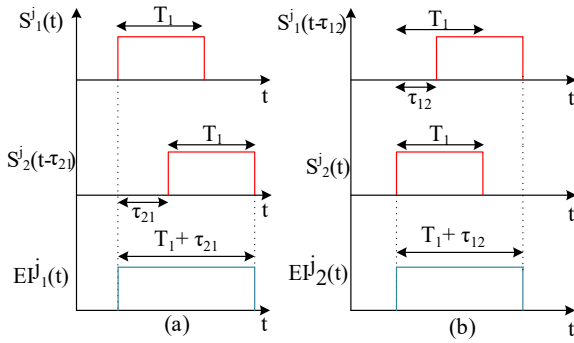 S^j_1(t)
T_1
t
S^j_2(t-τ_21)
T_1
τ_21
t
EI^j_1(t)
T_1+ τ_21
t
(a)
S^j_1(t-τ_12)
T_1
τ_12
t
S^j_2(t)
T_1
t
EI^j_2(t)
T_1+ τ_12
t
(b)